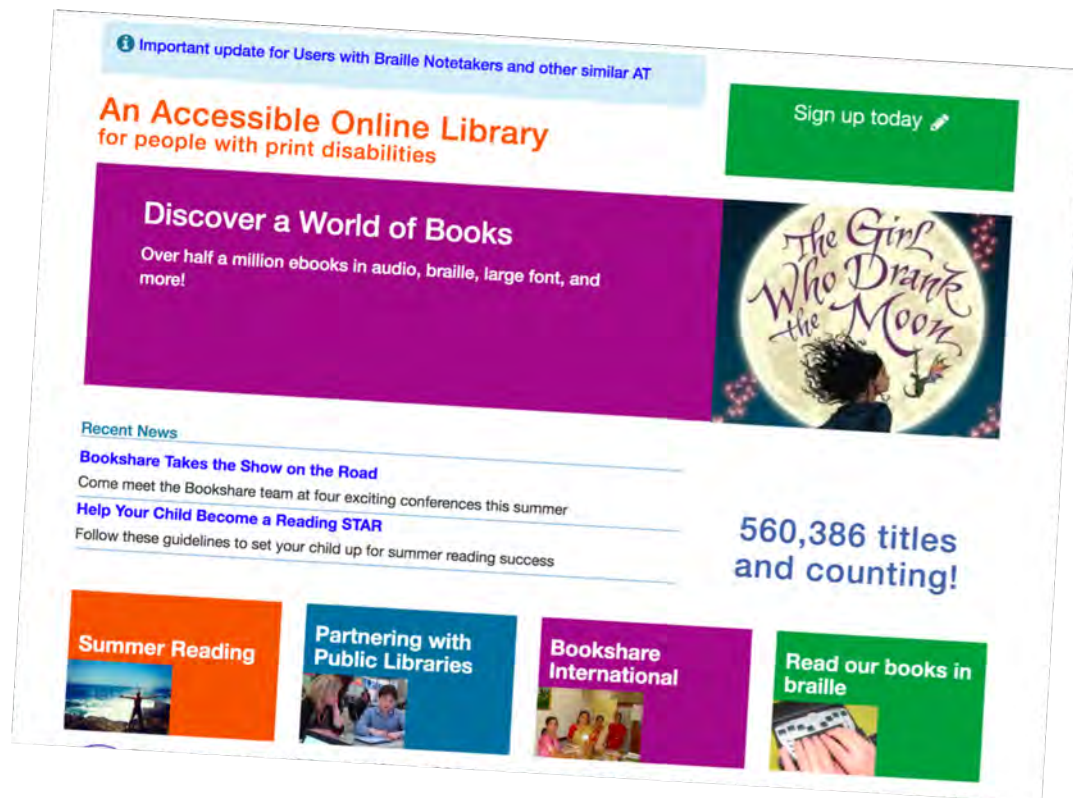 Important update for Users with Braille Notetakers and other similar AT
Sign up today
An Accessible Online Library
for people with print disabilities
Discover a World of Books
Over half a million ebooks in audio, braille, large font, and
more!
The Girl
Who Drank
the Moon
Recent News
Bookshare Takes the Show on the Road
Come meet the Bookshare team at four exciting conferences this summer
Help Your Child Become a Reading STAR
Follow these guidelines to set your child up for summer reading success
560,386 titles
and counting!
Summer Reading
Partnering with
Public Libraries
Bookshare
International
Read our books in
braille